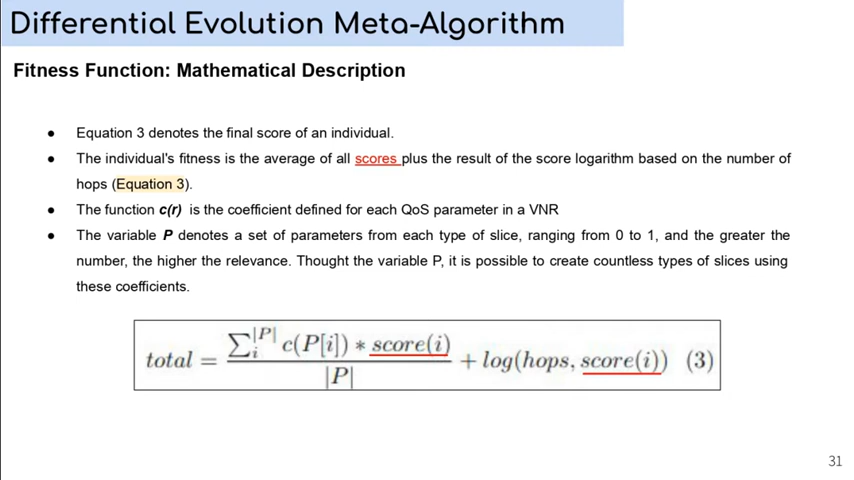 Differential Evolution Meta-Algorithm
Fitness Function: Mathematical Description
● Equation 3 denotes the final score of an individual.
● The individual's fitness is the average of all scores plus the result of the score logarithm based on the number of
hops (Equation 3).
● The function c(r) is the coefficient defined for each QoS parameter in a VNR
● The variable P denotes a set of parameters from each type of slice, ranging from 0 to 1, and the greater the
number, the higher the relevance. Thought the variable P, it is possible to create countless types of slices using
these coefficients.
total = \frac{\sum_{i}^{|P|} c(P[i]) * score(i)}{|P|} + log(hops, score(i)) (3)
31